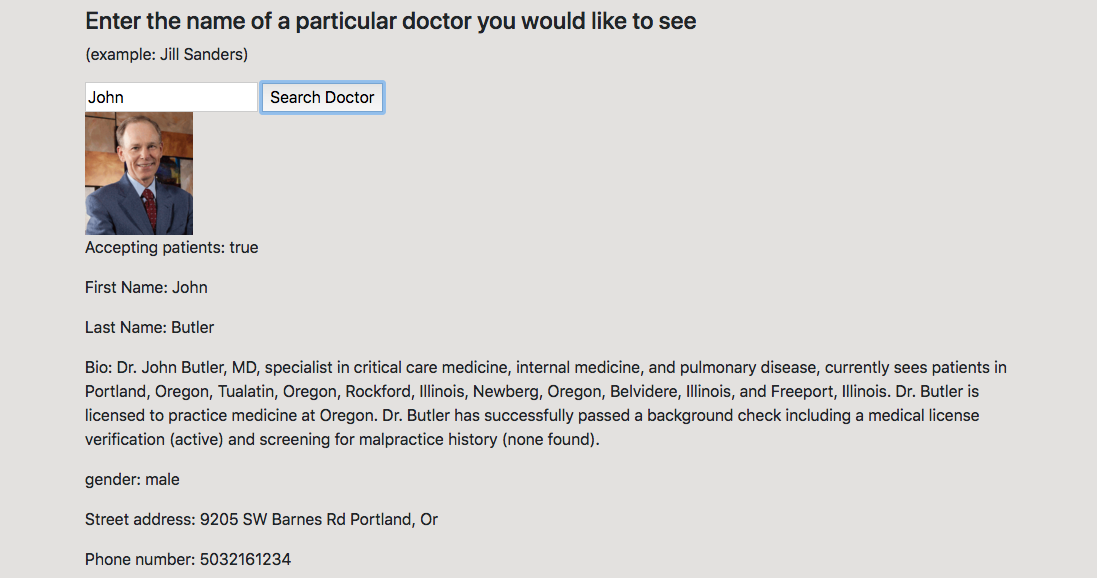 Enter the name of a particular doctor you would like to see
(example: Jill Sanders)
John Search Doctor
Accepting patients: true
First Name: John
Last Name: Butler
Bio: Dr. John Butler, MD, specialist in critical care medicine, internal medicine, and pulmonary disease, currently sees patients in
Portland, Oregon, Tualatin, Oregon, Rockford, Illinois, Newberg, Oregon, Belvidere, Illinois, and Freeport, Illinois. Dr. Butler is
licensed to practice medicine at Oregon. Dr. Butler has successfully passed a background check including a medical license
verification (active) and screening for malpractice history (none found).
gender: male
Street address: 9205 SW Barnes Rd Portland, Or
Phone number: 5032161234